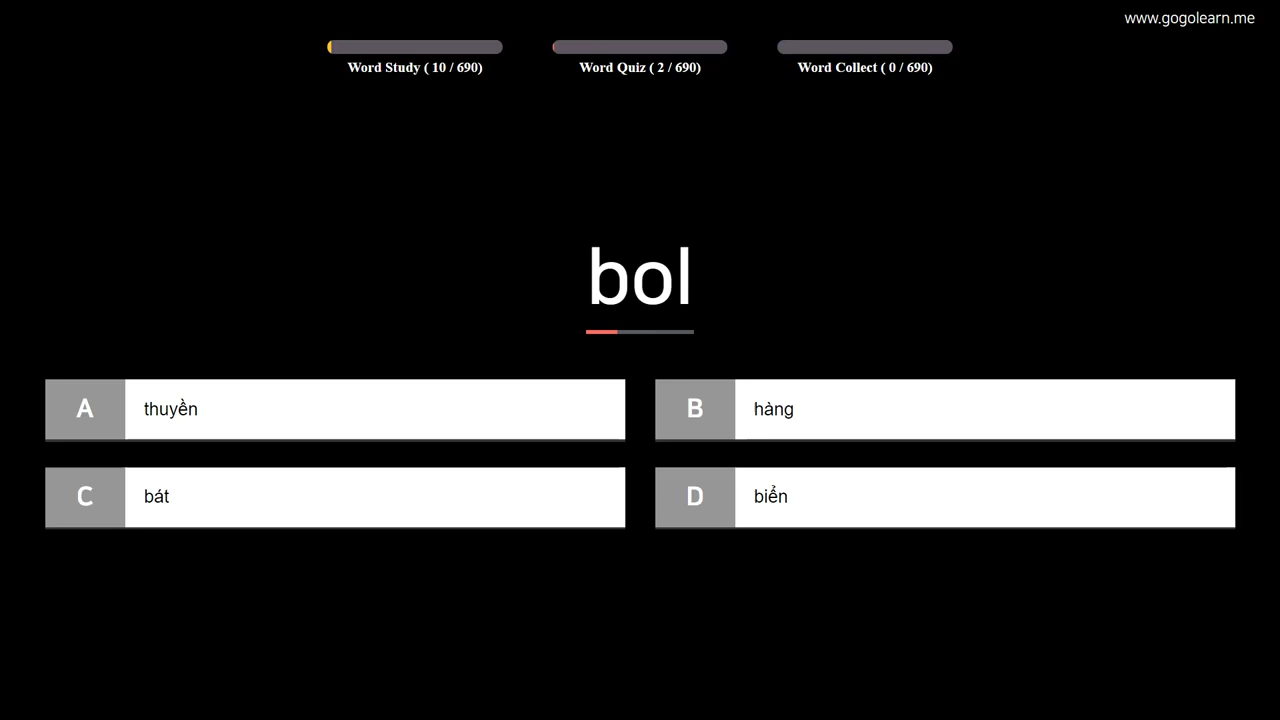 www.gogolearn.me
Word Study ( 10 / 690)
Word Quiz ( 2 / 690)
Word Collect ( 0 / 690)
bol
A thuyền
B hàng
C bát
D biển